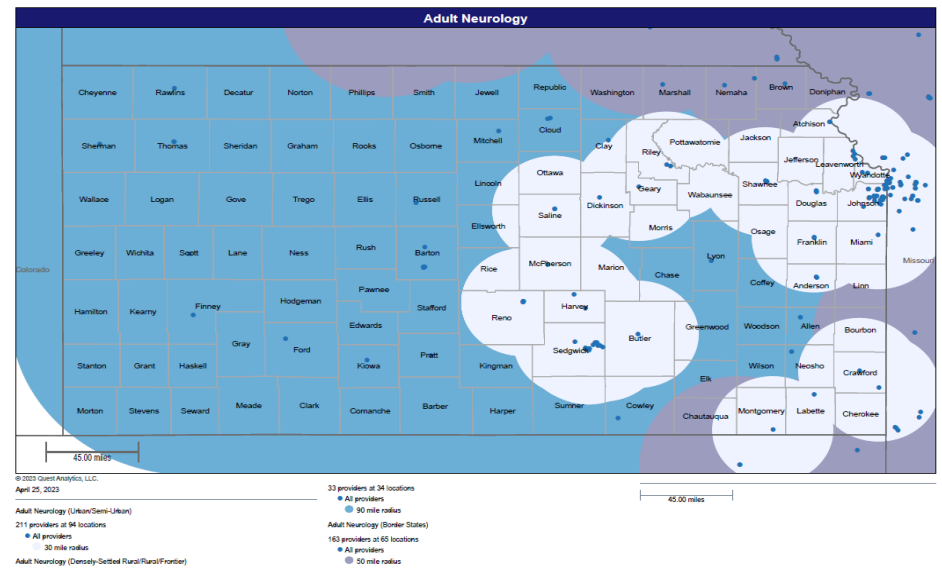 Adult Neurology
Cheyenne Rawlins Decatur Norton Phillips Smith Jewell Republic Washington Marshall Nemaha Brown Doniphan
Atchison
Sherman Thomas Sheridan Graham Rooks Osborne Mitchell Cloud Clay Riley Pottawatomie Jackson Jefferson Leavenworth
Wyandotte
Wallace Logan Gove Trego Ellis Russell Lincoln Ottawa Saline Dickinson Geary Wabaunsee Shawnee Douglas Johnson
Ellsworth Morris Osage
Greeley Wichita Scott Lane Ness Rush Barton Rice McPherson Marion Chase Lyon Franklin Miami
Colorado Missouri
Pawnee Coffey Anderson Linn
Hamilton Kearny Finney Hodgeman Stafford Reno Harvey
Gray Ford Edwards Sedgwick Butler Greenwood Woodson Allen Bourbon
Stanton Grant Haskell Kiowa Pratt Kingman Elk Wilson Neosho Crawford
Morton Stevens Seward Meade Clark Comanche Barber Harper Sumner Cowley Chautauqua Montgomery Labette Cherokee
45.00 miles
© 2023 Quest Analytics, LLC.
April 25, 2023
Adult Neurology (Urban/Semi-Urban)
211 providers at 94 locations
All providers
30 mile radius
Adult Neurology (Densely-Settled Rural/Rural/Frontier)
33 providers at 34 locations
All providers
90 mile radius
Adult Neurology (Border States)
163 providers at 65 locations
All providers
50 mile radius
45.00 miles